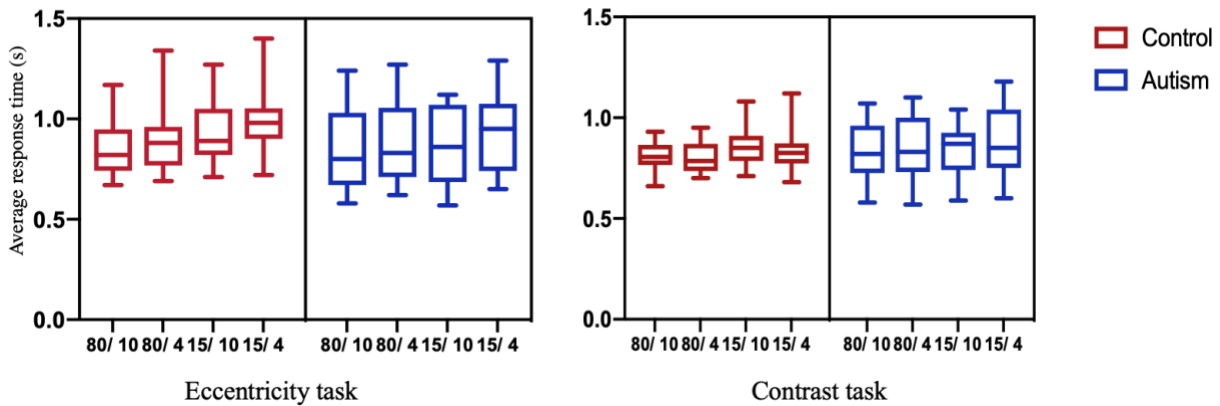 Average response time (s)
1.5
1.0
0.5
0.0
80/ 10 80/ 4 15/ 10 15/ 4
80/ 10 80/ 4 15/ 10 15/ 4
Eccentricity task
1.5
1.0
0.5
0.0
80/ 10 80/ 4 15/ 10 15/ 4
80/ 10 80/ 4 15/ 10 15/ 4
Contrast task
Control
Autism